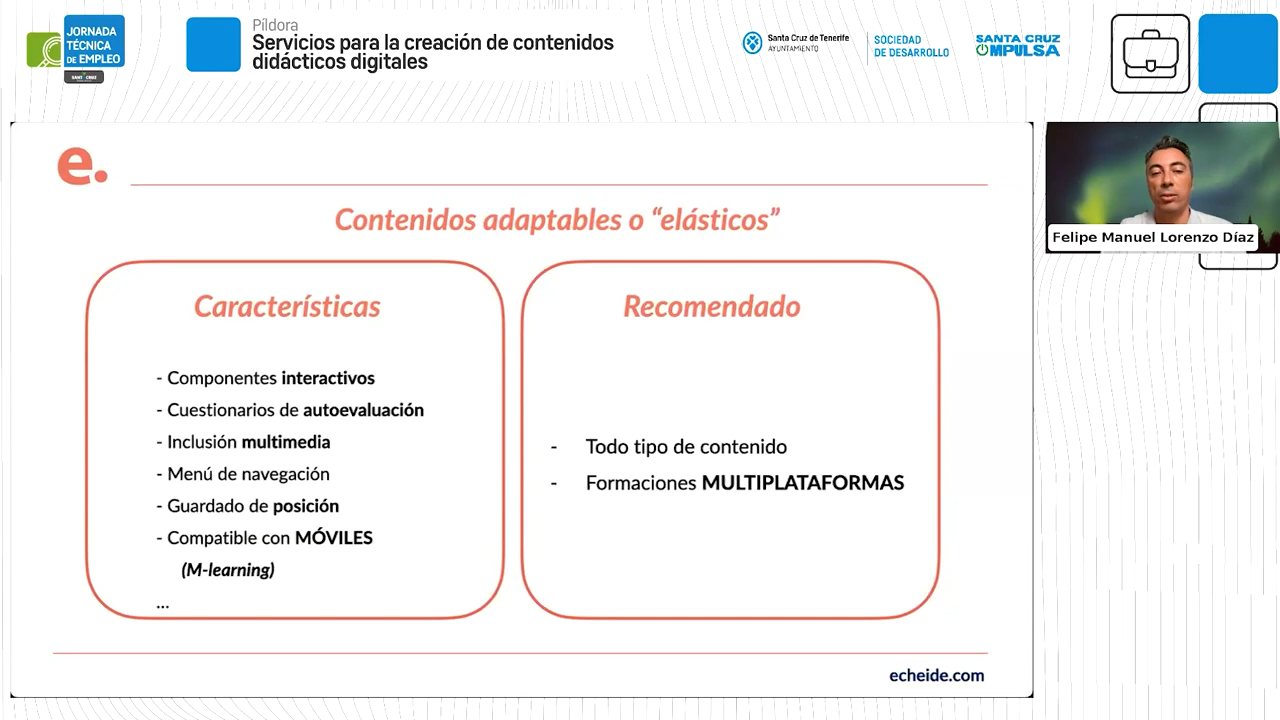 JORNADA
TÉCNICA
DE EMPLEO
Píldora
Servicios para la creación de contenidos
didácticos digitales
Santa Cruz de Tenerife
AYUNTAMIENTO
SOCIEDAD
DE DESARROLLO
SANTA CRUZ
IMPULSA
e.
Contenidos adaptables o “elásticos”
Características
- Componentes interactivos
- Cuestionarios de autoevaluación
- Inclusión multimedia
- Menú de navegación
- Guardado de posición
- Compatible con MÓVILES
(M-learning)
...
Recomendado
- Todo tipo de contenido
- Formaciones MULTIPLATAFORMAS
echeide.com
Felipe Manuel Lorenzo Díaz